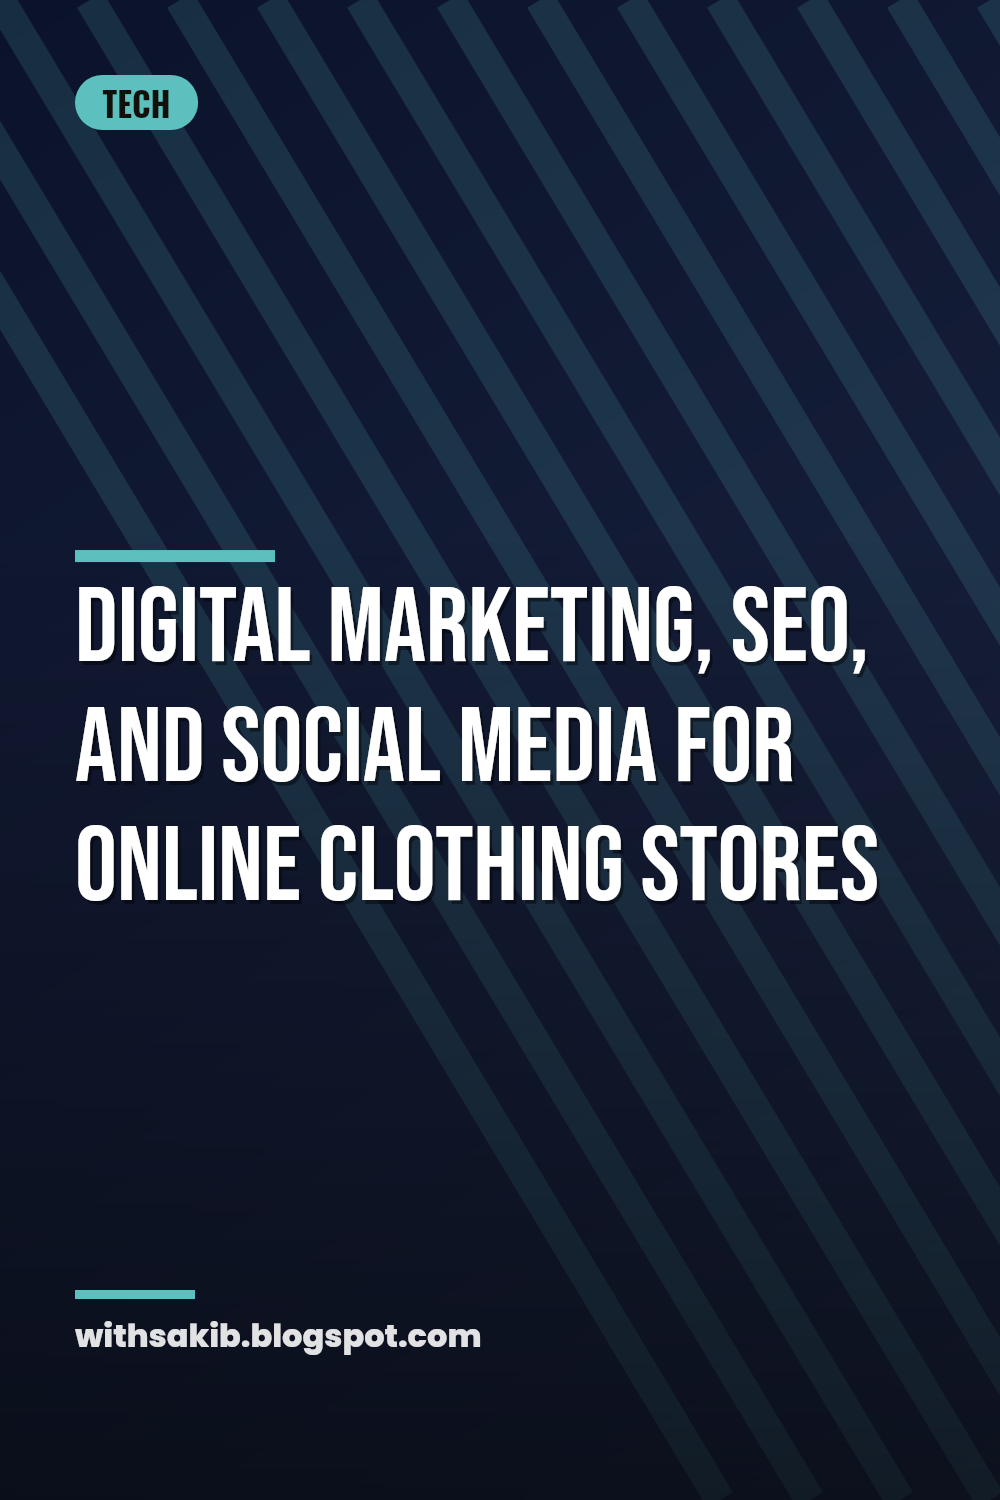 TECH
DIGITAL MARKETING, SEO,
AND SOCIAL MEDIA FOR
ONLINE CLOTHING STORES
withsakib.blogspot.com